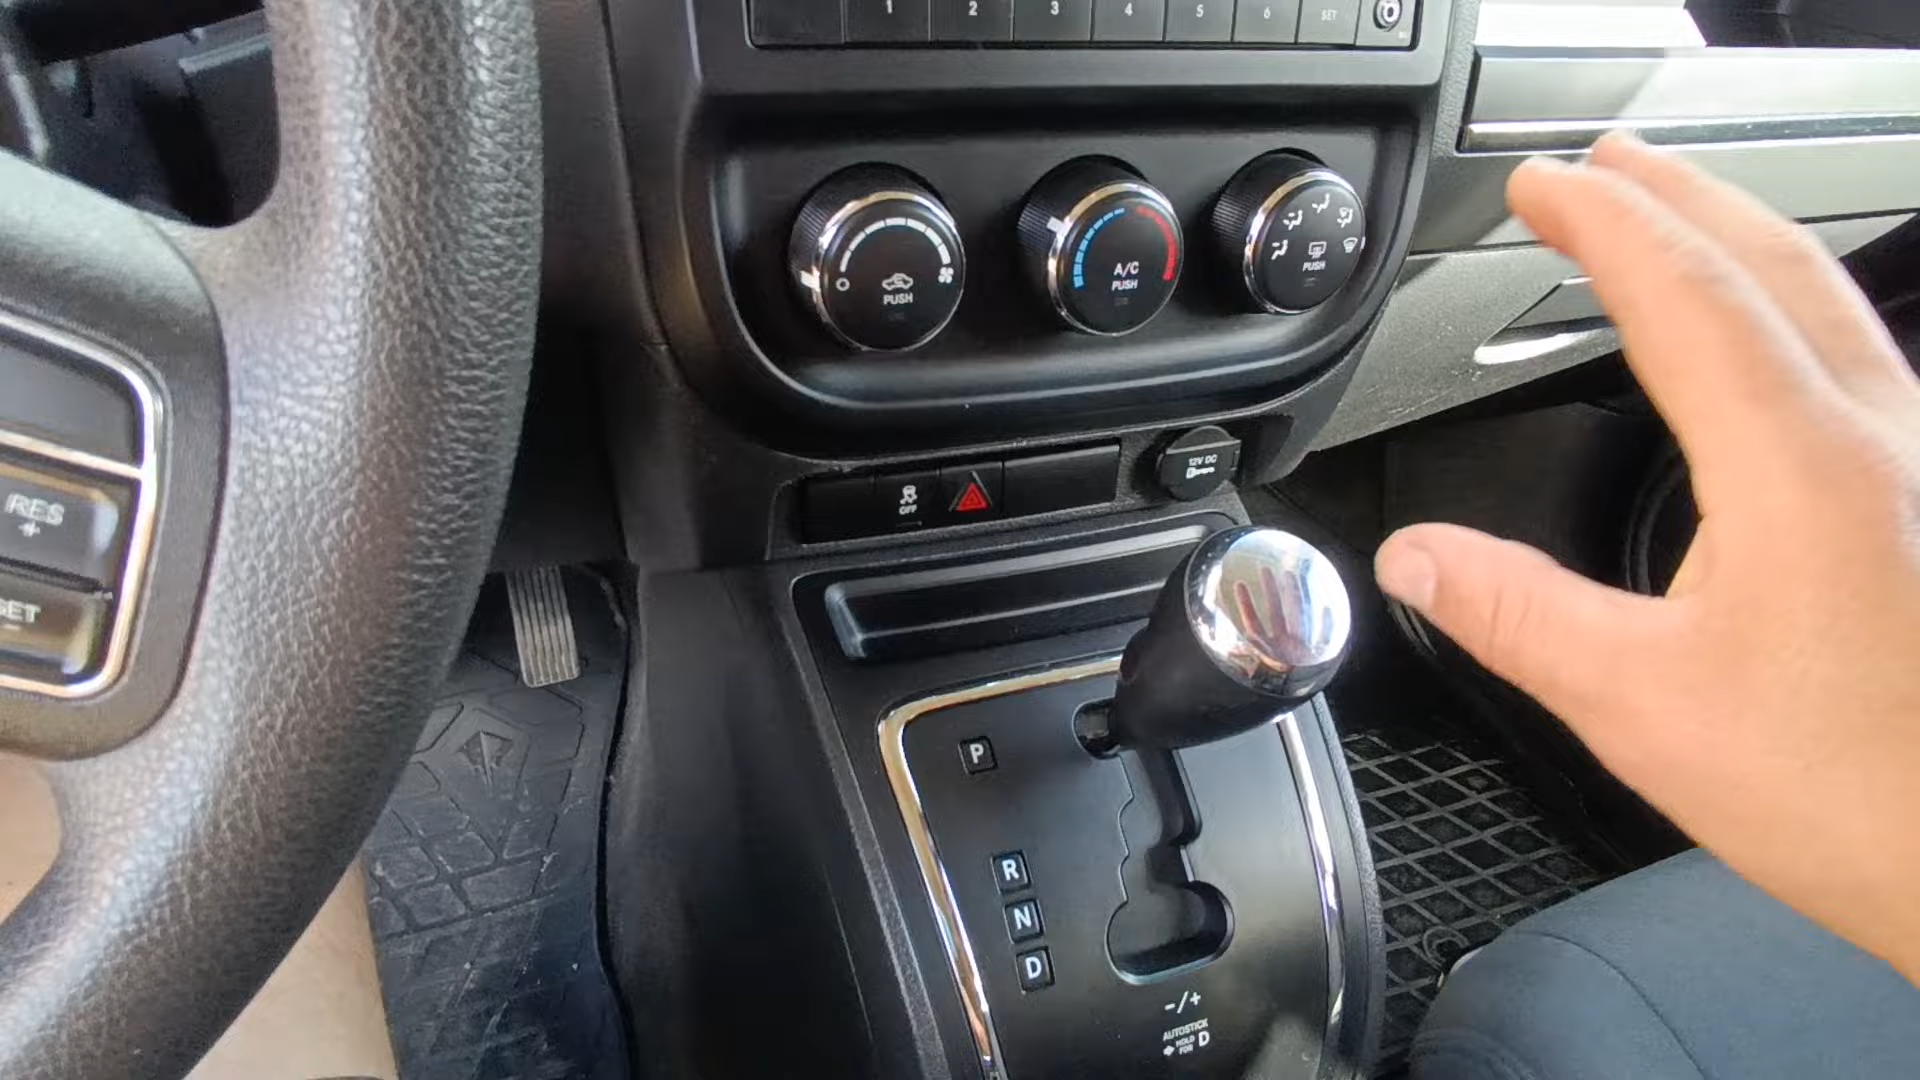 1 2 3 4 5 6 SET
PUSH
A/C
PUSH
PUSH
RES
+
SET
-
OFF
12V DC
P
R
N
D
-/+
AUTOSTICK
HOLD
FOR D